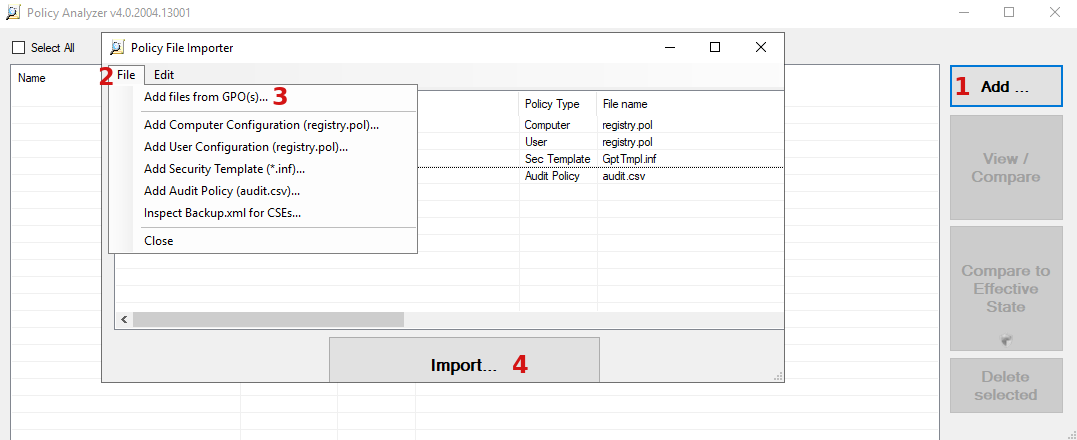 Policy Analyzer v4.0.2004.13001
Select All
Name
Policy File Importer
2 File Edit
Add files from GPO(s)... 3
Add Computer Configuration (registry.pol)...
Add User Configuration (registry.pol)...
Add Security Template (*.inf)...
Add Audit Policy (audit.csv)...
Inspect Backup.xml for CSEs...
Close
Policy Type File name
Computer registry.pol
User registry.pol
Sec Template GptTmpl.inf
Audit Policy audit.csv
Import... 4
1 Add ...
View /
Compare
Compare to
Effective
State
Delete
selected